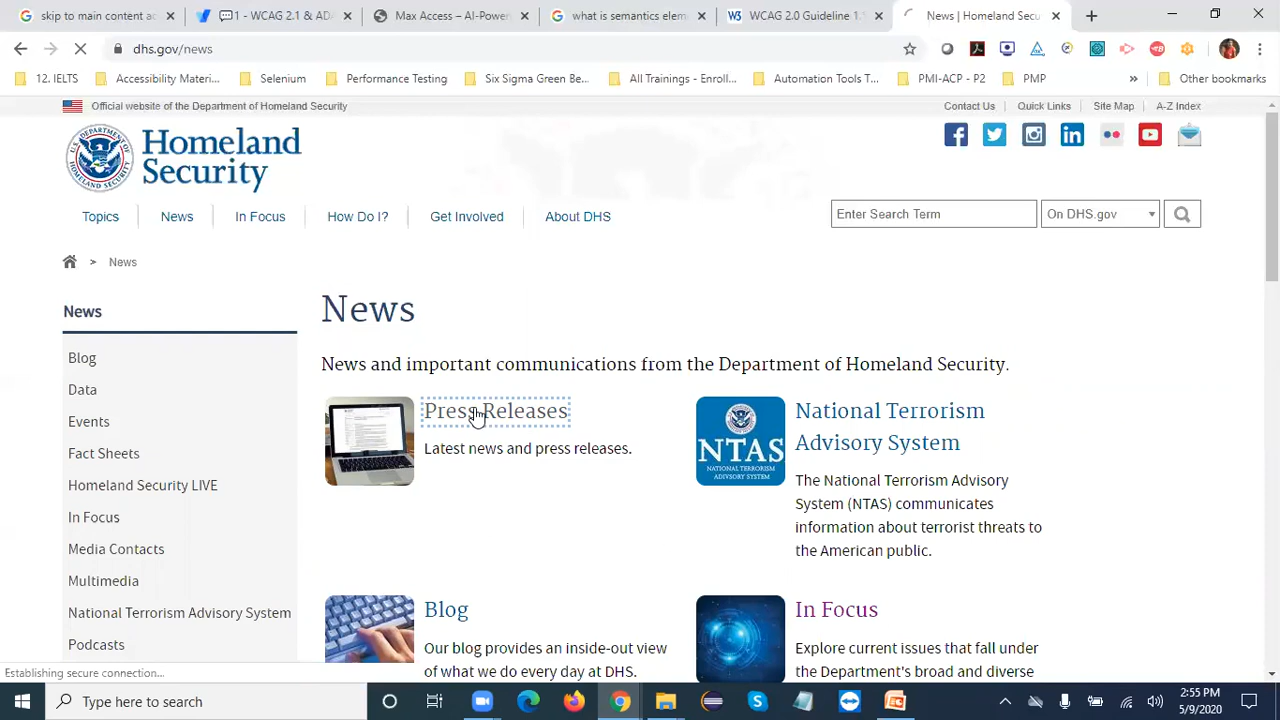 skip to main content ac
1 - WCAG 2.1 & ADA
Max Access – AI-Power
what is semantics elem
WCAG 2.0 Guideline 1.1
News | Homeland Secu
dhs.gov/news
12. IELTS
Accessibility Materi...
Selenium
Performance Testing
Six Sigma Green Be...
All Trainings - Enroll...
Automation Tools T...
PMI-ACP - P2
PMP
Other bookmarks
Official website of the Department of Homeland Security
Contact Us
Quick Links
Site Map
A-Z Index
Homeland
Security
Topics
News
In Focus
How Do I?
Get Involved
About DHS
Enter Search Term
On DHS.gov
> News
News
Blog
Data
Events
Fact Sheets
Homeland Security LIVE
In Focus
Media Contacts
Multimedia
National Terrorism Advisory System
Podcasts
News
News and important communications from the Department of Homeland Security.
Press Releases
Latest news and press releases.
NTAS
NATIONAL TERRORISM
ADVISORY SYSTEM
National Terrorism
Advisory System
The National Terrorism Advisory
System (NTAS) communicates
information about terrorist threats to
the American public.
Blog
Our blog provides an inside-out view
of what we do every day at DHS.
In Focus
Explore current issues that fall under
the Department's broad and diverse
Establishing secure connection...
Type here to search
2:55 PM
5/9/2020